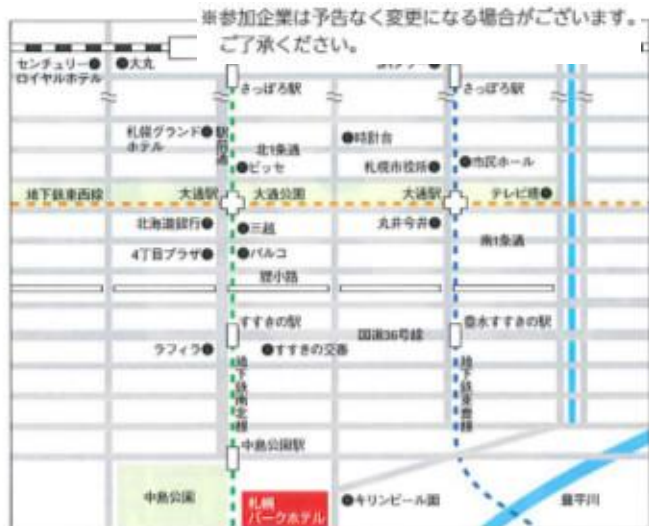 ※参加企業は予告なく変更になる場合がございます。
ご了承ください。
センチュリー
ロイヤルホテル
大丸
さっぽろ駅
さっぽろ駅
札幌グランド
ホテル
駅前通
北1条通
時計台
ビッセ
札幌市役所
市民ホール
地下鉄東西線
大通駅
大通公園
大通駅
テレビ塔
北海道銀行
三越
丸井今井
南1条通
4丁目プラザ
パルコ
狸小路
すすきの駅
国道36号線
豊水すすきの駅
ラフィラ
すすきの交番
地下鉄南北線
地下鉄東豊線
中島公園駅
中島公園
札幌
パークホテル
キリンビール園
豊平川